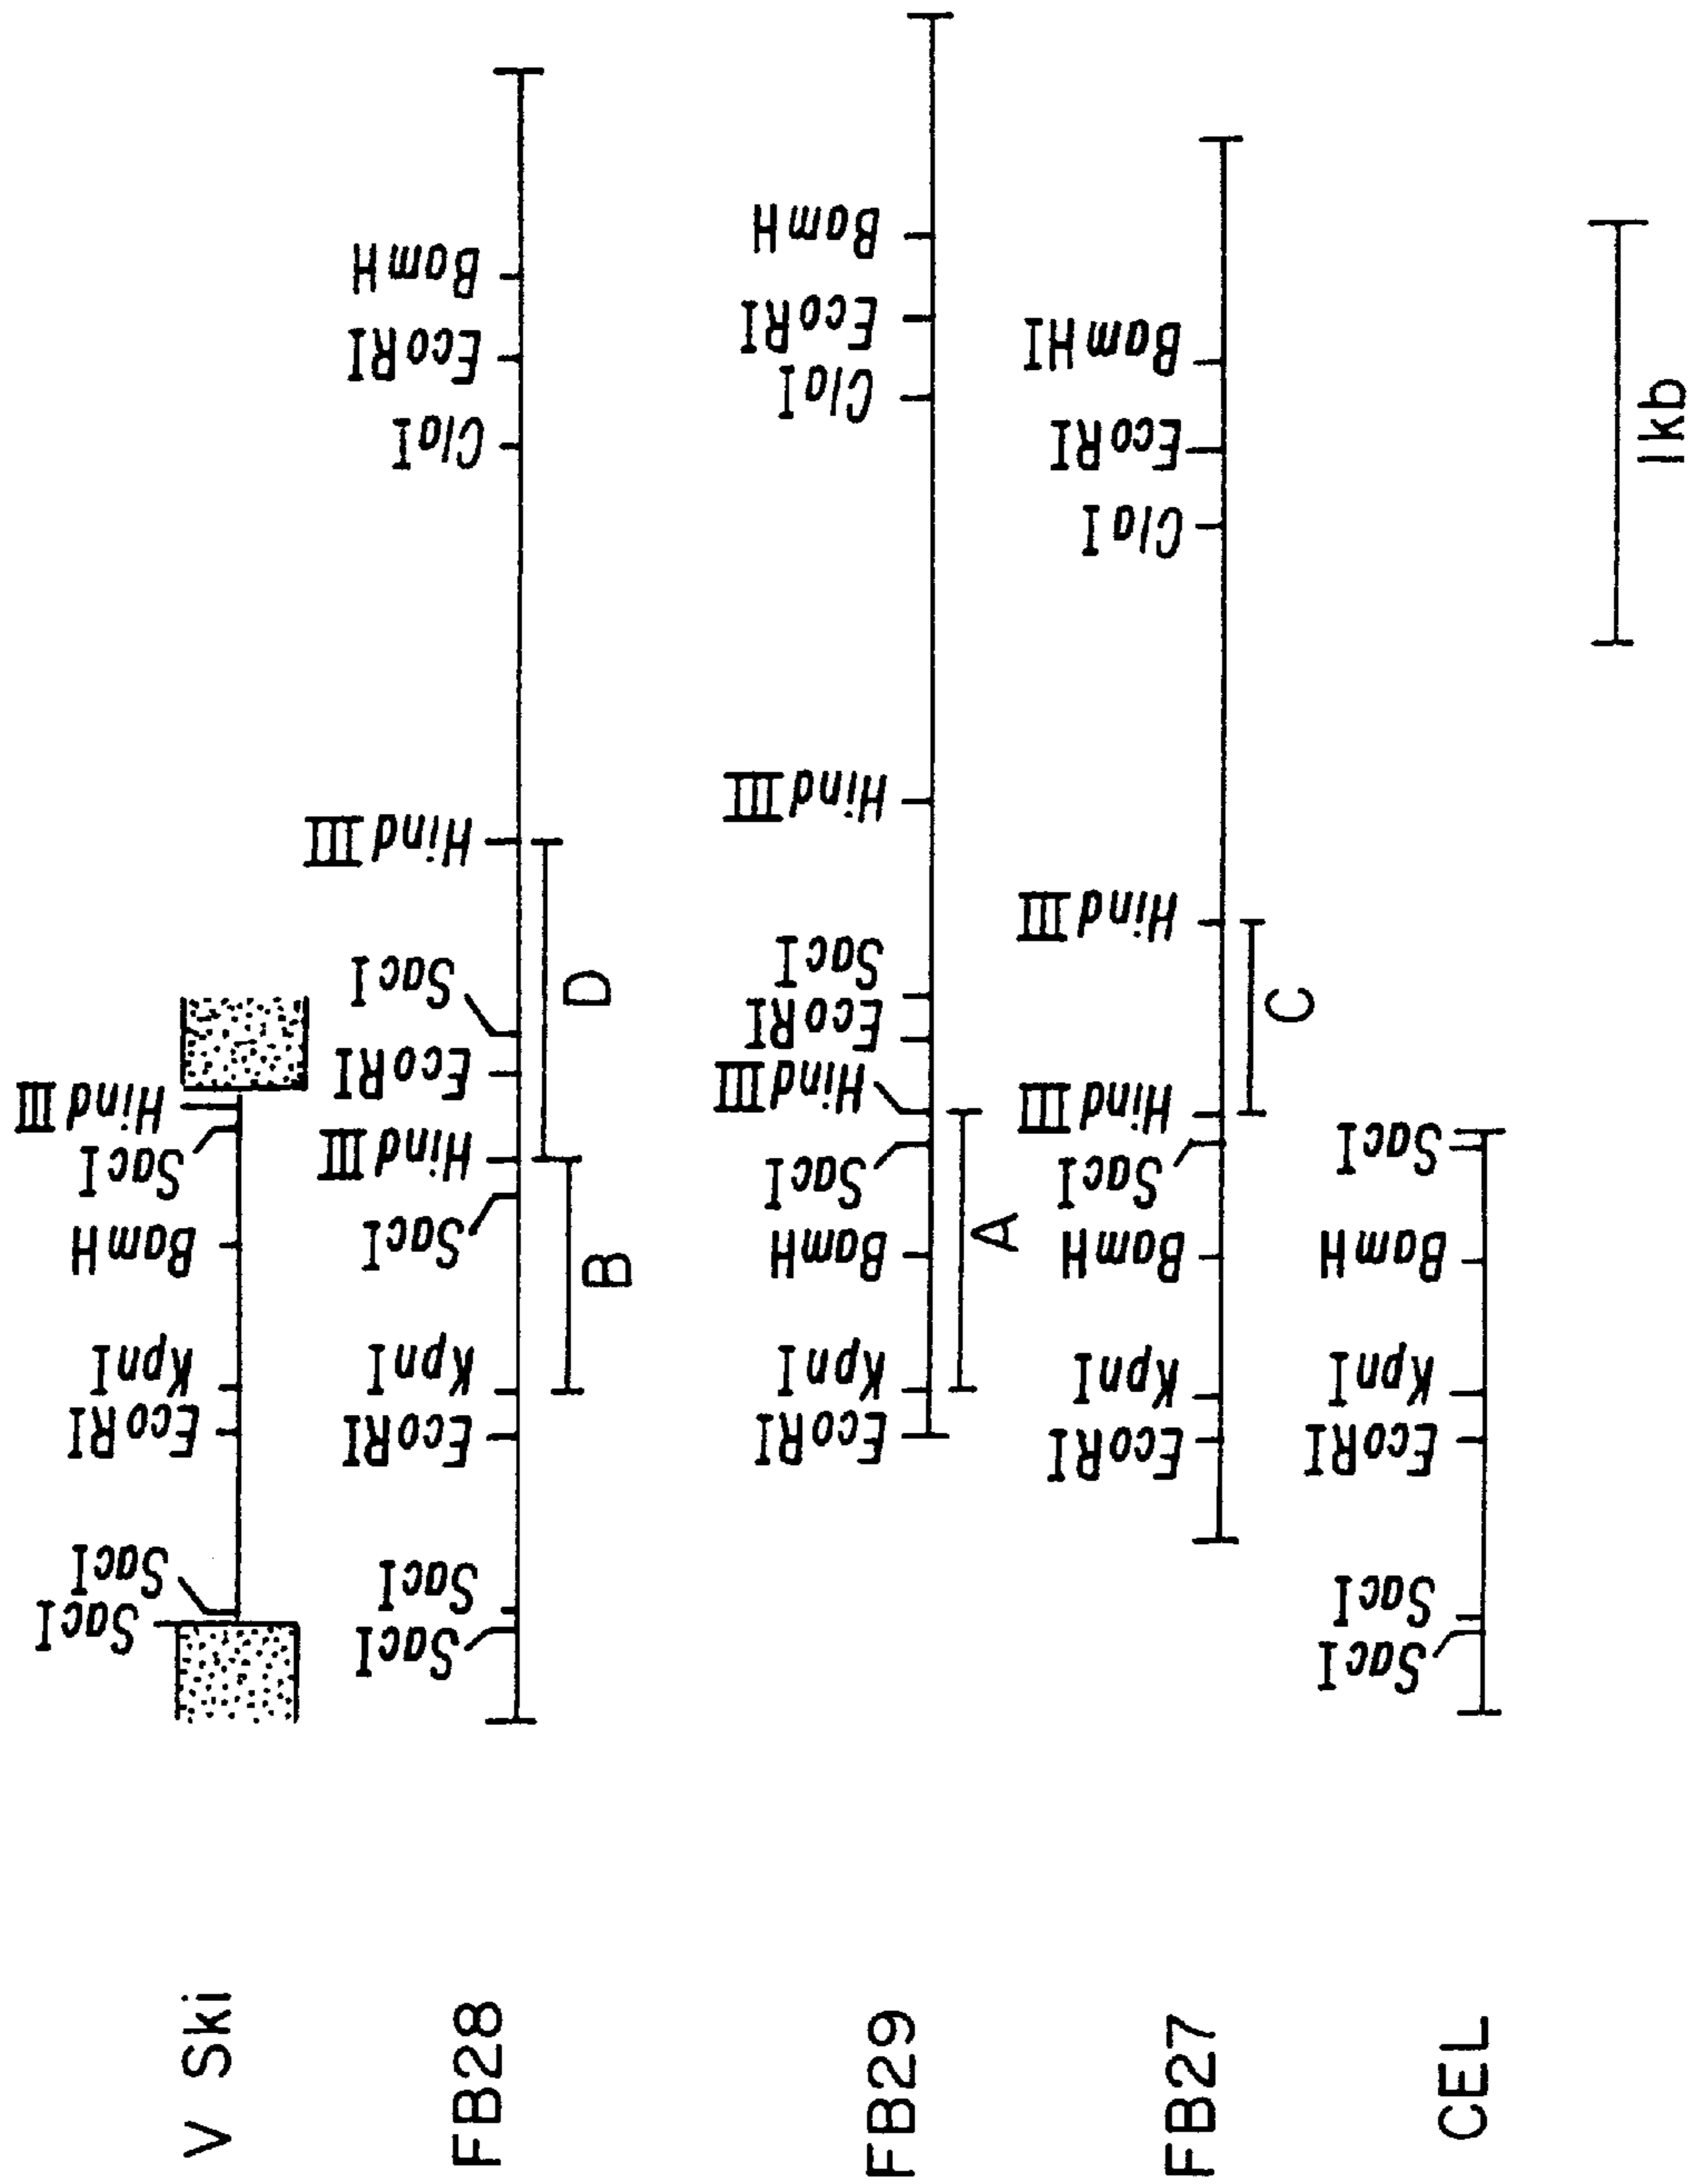 V Ski
SacI
SacI
EcoRI
KpnI
BamH
SacI
HindIII
FB28
SacI
SacI
EcoRI
KpnI
SacI
HindIII
EcoRI
SacI
HindIII
ClaI
EcoRI
BamH
B
D
FB29
EcoRI
KpnI
BamH
SacI
HindIII
EcoRI
SacI
HindIII
ClaI
EcoRI
BamH
A
FB27
EcoRI
KpnI
BamH
SacI
HindIII
HindIII
ClaI
EcoRI
BamHI
C
CEL
SacI
SacI
EcoRI
KpnI
BamH
SacI
1kb